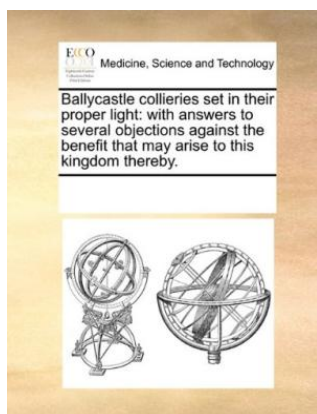 ECCO
Medicine, Science and Technology
Ballycastle collieries set in their
proper light: with answers to
several objections against the
benefit that may arise to this
kingdom thereby.